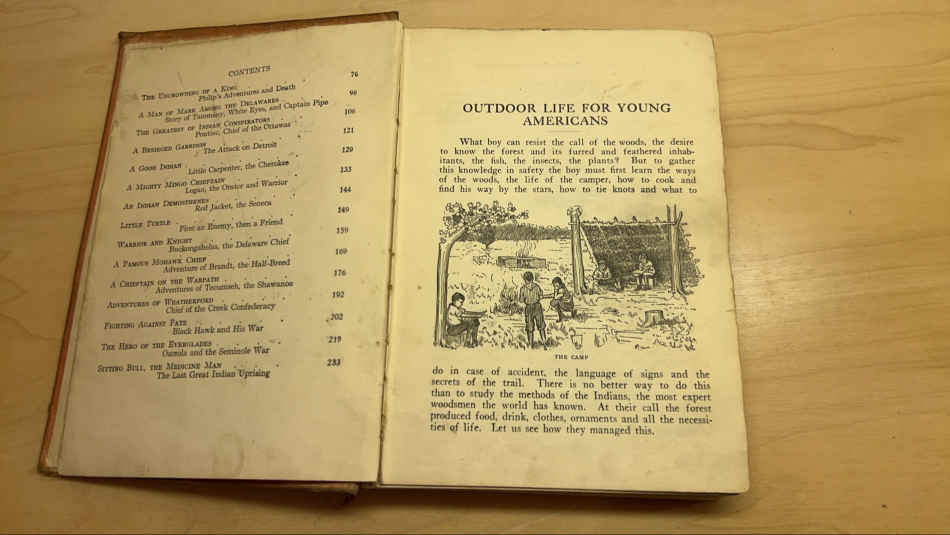 CONTENTS
THE UNCROWNING OF A KING 76
Philip's Adventures and Death
A MAN OF MARK AMONG THE DELAWARES 98
Story of Tammany, White Eyes, and Captain Pipe
THE GREATEST OF INDIAN CONSPIRATORS 106
Pontiac, Chief of the Ottawas
A BESIEGED GARRISON 121
The Attack on Detroit
A GOOD INDIAN 129
Little Carpenter, the Cherokee
A MIGHTY MINGO CHIEFTAIN 133
Logan, the Orator and Warrior
AN INDIAN DEMOSTHENES 144
Red Jacket, the Seneca
LITTLE TURTLE 149
First an Enemy, then a Friend
WARRIOR AND KNIGHT 159
Buckongahelas, the Delaware Chief
A FAMOUS MOHAWK CHIEF 169
Adventure of Brandt, the Half-Breed
A CHIEFTAIN ON THE WARPATH 176
Adventures of Tecumseh, the Shawanoe
ADVENTURES OF WEATHERFORD 192
Chief of the Creek Confederacy
FIGHTING AGAINST FATE 202
Black Hawk and His War
THE HERO OF THE EVERGLADES 219
Osceola and the Seminole War
SITTING BULL, THE MEDICINE MAN 233
The Last Great Indian Uprising
OUTDOOR LIFE FOR YOUNG
AMERICANS
What boy can resist the call of the woods, the desire
to know the forest and its furred and feathered inhab-
itants, the fish, the insects, the plants? But to gather
this knowledge in safety the boy must first learn the ways
of the woods, the life of the camper, how to cook and
find his way by the stars, how to tie knots and what to
THE CAMP
do in case of accident, the language of signs and the
secrets of the trail. There is no better way to do this
than to study the methods of the Indians, the most expert
woodsmen the world has known. At their call the forest
produced food, drink, clothes, ornaments and all the necessi-
ties of life. Let us see how they managed this.